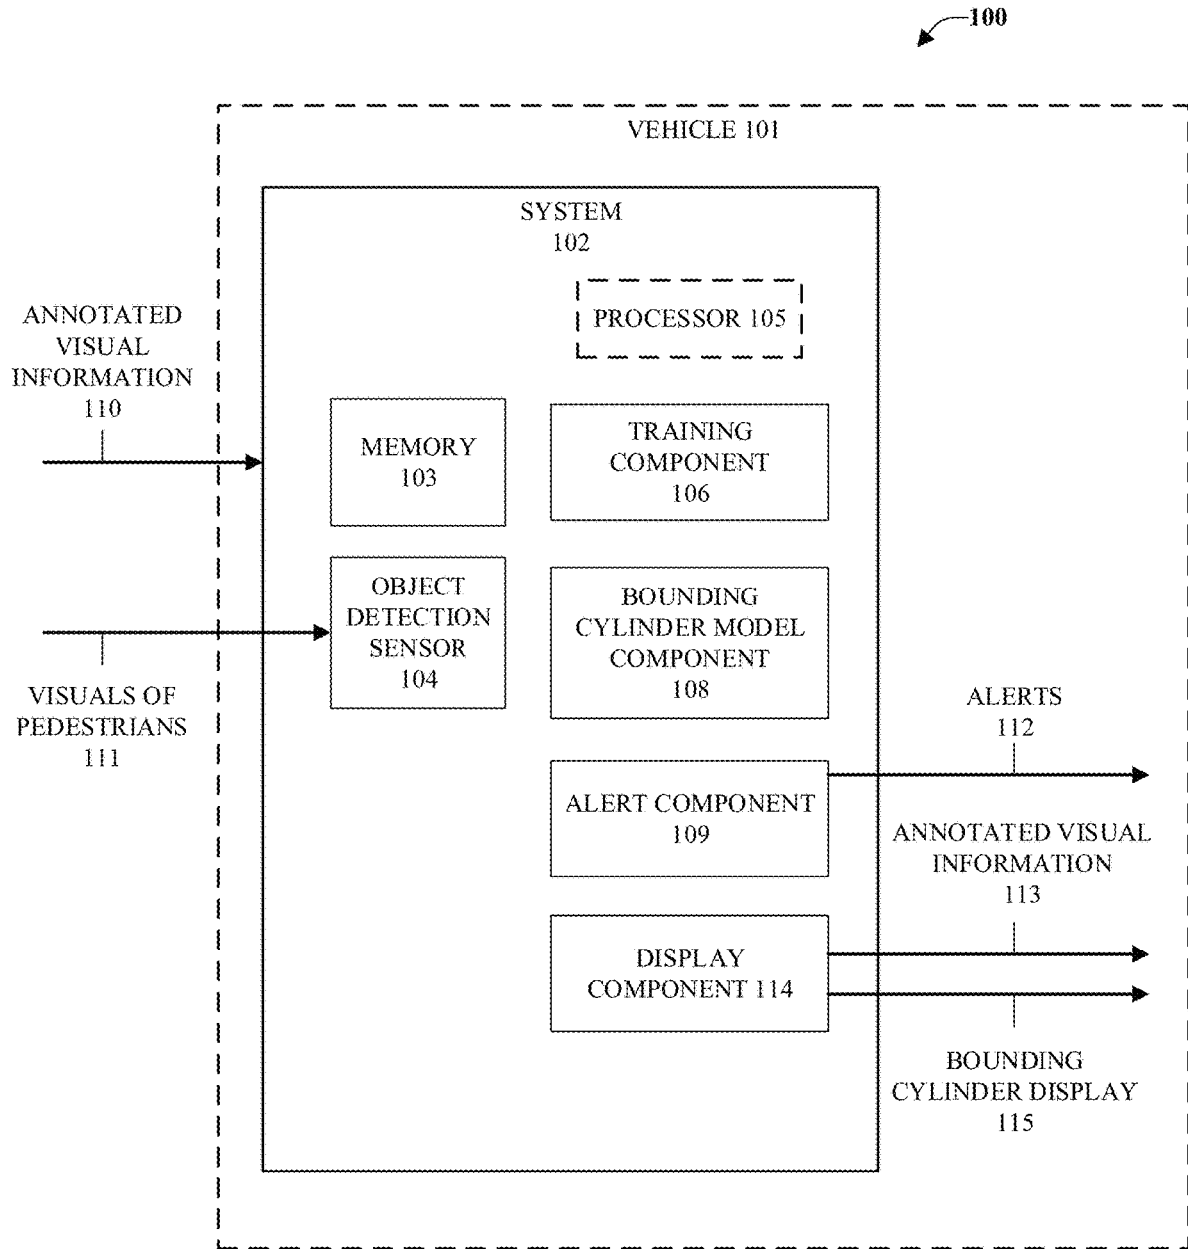 100
VEHICLE 101
SYSTEM
102
PROCESSOR 105
ANNOTATED
VISUAL
INFORMATION
110
MEMORY
103
TRAINING
COMPONENT
106
OBJECT
DETECTION
SENSOR
104
BOUNDING
CYLINDER MODEL
COMPONENT
108
VISUALS OF
PEDESTRIANS
111
ALERTS
112
ALERT COMPONENT
109
ANNOTATED VISUAL
INFORMATION
113
DISPLAY
COMPONENT 114
BOUNDING
CYLINDER DISPLAY
115